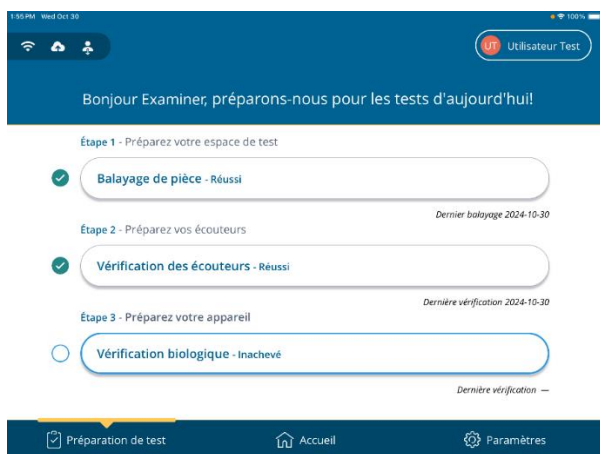 1:55 PM Wed Oct 30
100%
UT Utilisateur Test
Bonjour Examiner, préparons-nous pour les tests d'aujourd'hui!
Étape 1 - Préparez votre espace de test
Balayage de pièce - Réussi
Dernier balayage 2024-10-30
Étape 2 - Préparez vos écouteurs
Vérification des écouteurs - Réussi
Dernière vérification 2024-10-30
Étape 3 - Préparez votre appareil
Vérification biologique - Inachevé
Dernière vérification —
Préparation de test
Accueil
Paramètres